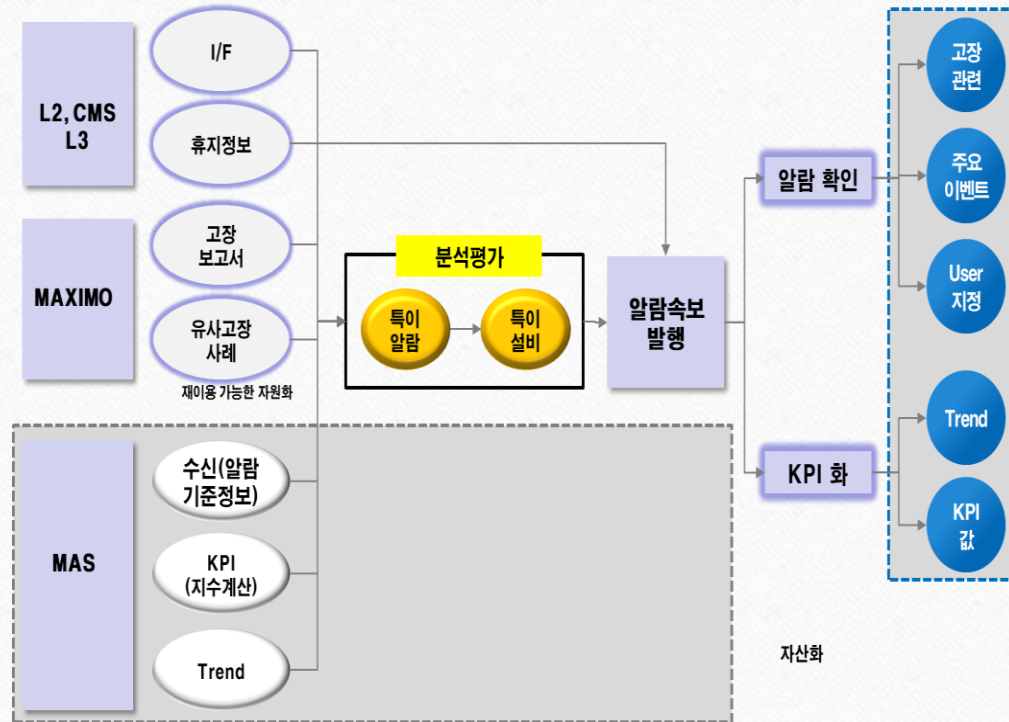 L2, CMS
L3
I/F
휴지정보
MAXIMO
고장
보고서
유사고장
사례
재이용 가능한 자원화
MAS
수신(알람
기준정보)
KPI
(지수계산)
Trend
분석평가
특이
알람
특이
설비
알람속보
발행
알람 확인
KPI 화
고장
관련
주요
이벤트
User
지정
Trend
KPI
값
자산화